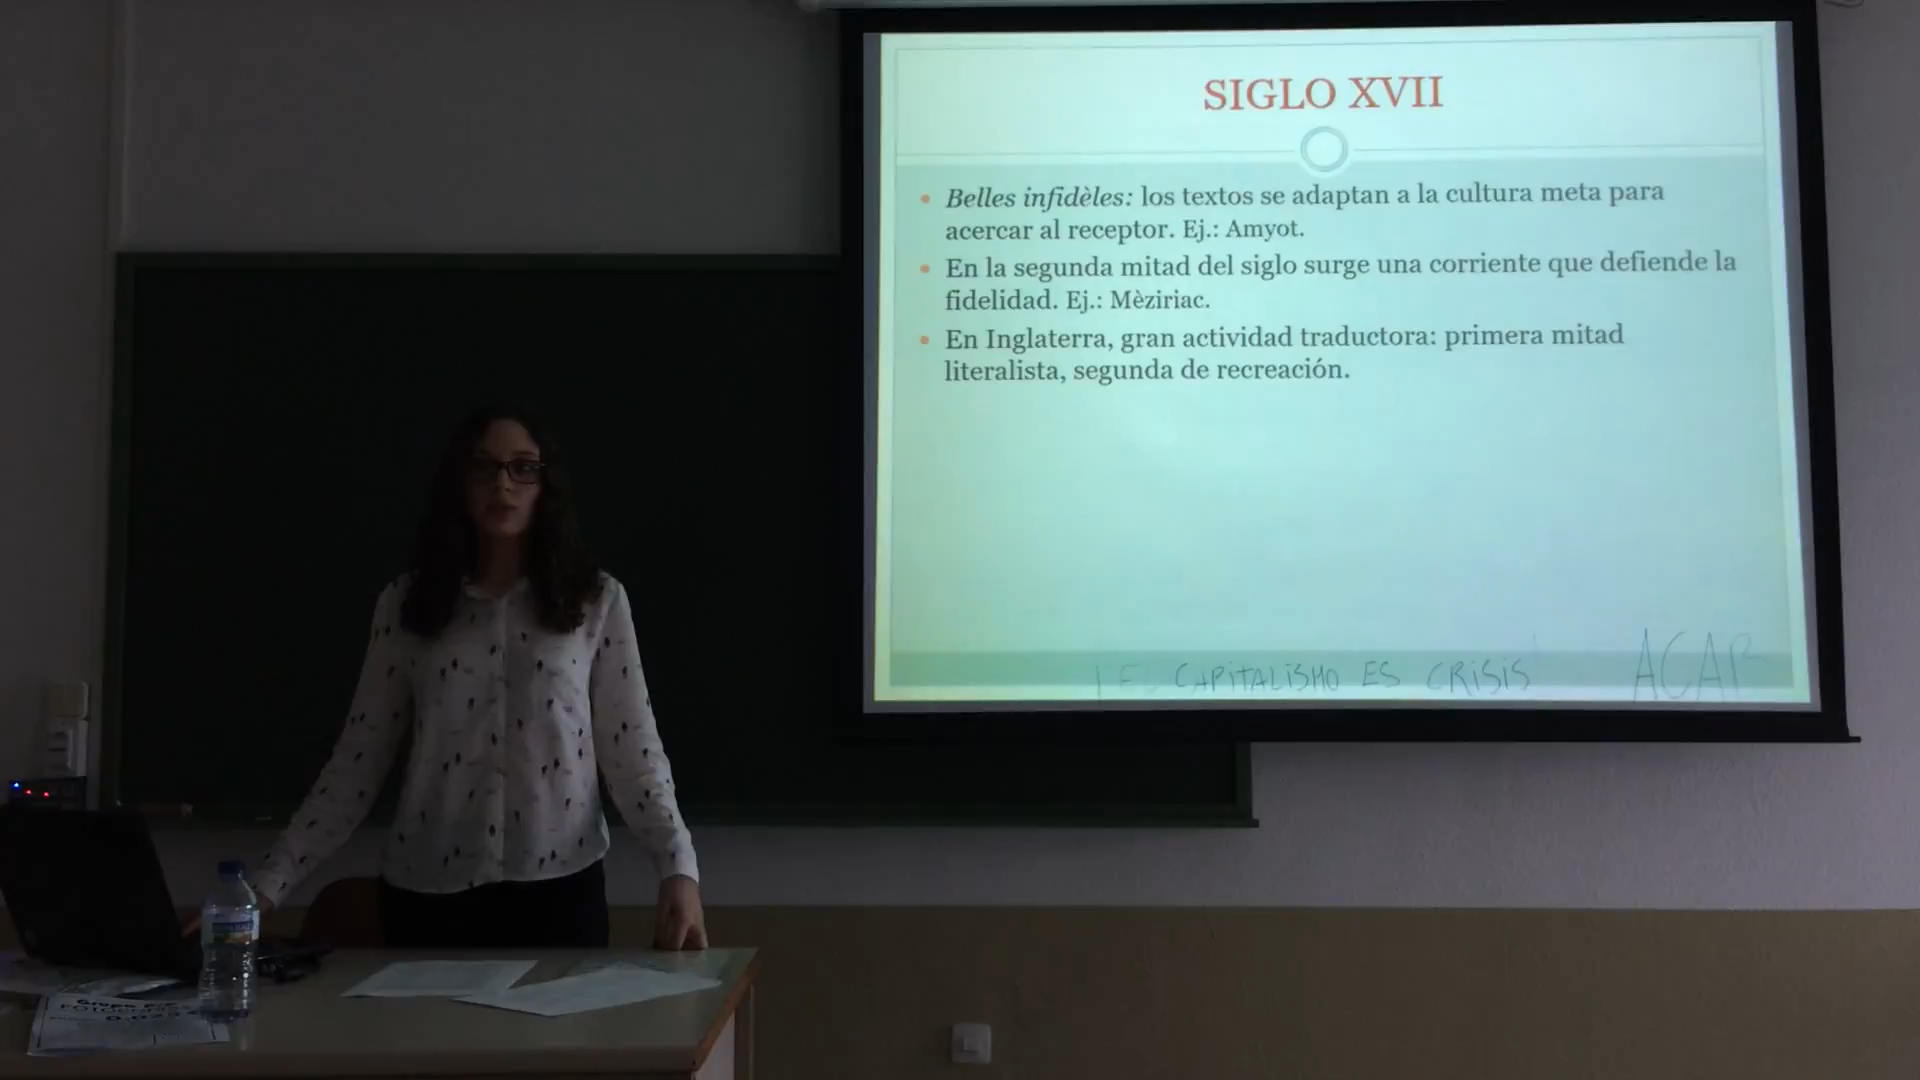 SIGLO XVII
Belles infidèles: los textos se adaptan a la cultura meta para
acercar al receptor. Ej.: Amyot.
En la segunda mitad del siglo surge una corriente que defiende la
fidelidad. Ej.: Mèziriac.
En Inglaterra, gran actividad traductora: primera mitad
literalista, segunda de recreación.
¡EL CAPITALISMO ES CRISIS!
ACAP